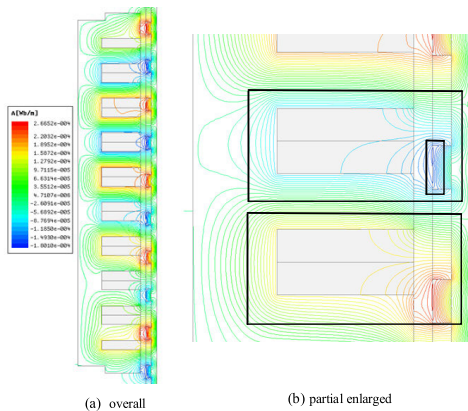 A[Wb/m]
2.6652e-004
2.2032e-004
1.8952e-004
1.5872e-004
1.2792e-004
9.7115e-005
6.6314e-005
3.5512e-005
4.7107e-006
-2.6091e-005
-5.6892e-005
-8.7694e-005
-1.1850e-004
-1.4930e-004
-1.8010e-004
(a) overall
(b) partial enlarged